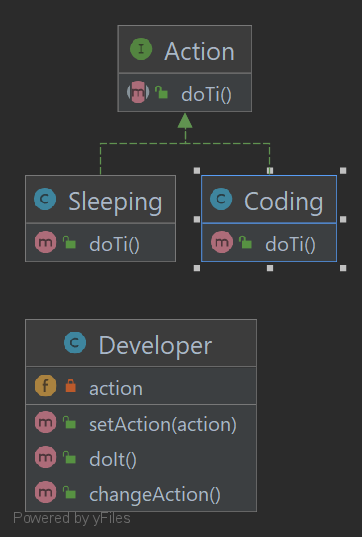 Action
doTi()
Sleeping
doTi()
Coding
doTi()
Developer
action
setAction(action)
doIt()
changeAction()
Powered by yFiles